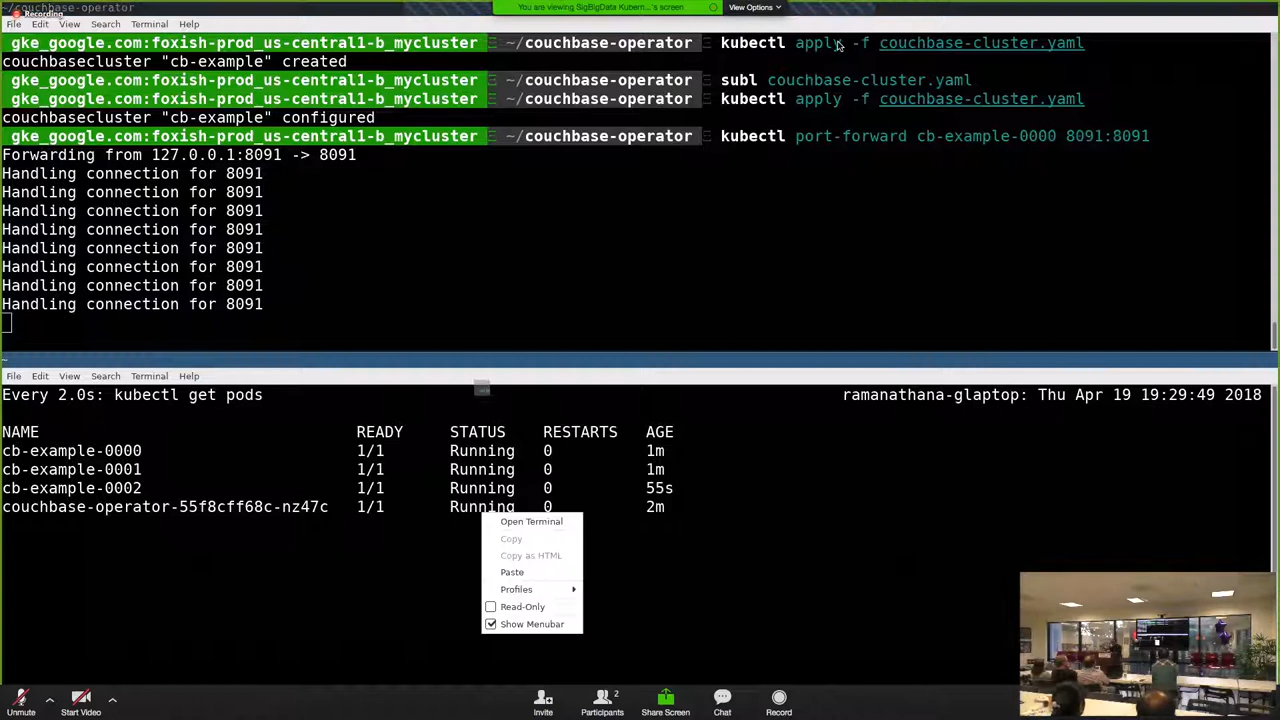 ~/couchbase-operator
Recording
You are viewing SigBigData Kubern...'s screen
View Options
File Edit View Search Terminal Help
gke_google.com:foxish-prod_us-central1-b_mycluster ~/couchbase-operator kubectl apply -f couchbase-cluster.yaml
couchbasecluster "cb-example" created
gke_google.com:foxish-prod_us-central1-b_mycluster ~/couchbase-operator subl couchbase-cluster.yaml
gke_google.com:foxish-prod_us-central1-b_mycluster ~/couchbase-operator kubectl apply -f couchbase-cluster.yaml
couchbasecluster "cb-example" configured
gke_google.com:foxish-prod_us-central1-b_mycluster ~/couchbase-operator kubectl port-forward cb-example-0000 8091:8091
Forwarding from 127.0.0.1:8091 -> 8091
Handling connection for 8091
Handling connection for 8091
Handling connection for 8091
Handling connection for 8091
Handling connection for 8091
Handling connection for 8091
Handling connection for 8091
Handling connection for 8091
~
File Edit View Search Terminal Help
Every 2.0s: kubectl get pods ramanathana-glaptop: Thu Apr 19 19:29:49 2018
NAME READY STATUS RESTARTS AGE
cb-example-0000 1/1 Running 0 1m
cb-example-0001 1/1 Running 0 1m
cb-example-0002 1/1 Running 0 55s
couchbase-operator-55f8cff68c-nz47c 1/1 Running 0 2m
Open Terminal
Copy
Copy as HTML
Paste
Profiles
Read-Only
Show Menubar
Unmute
Start Video
Invite
Participants 2
Share Screen
Chat
Record